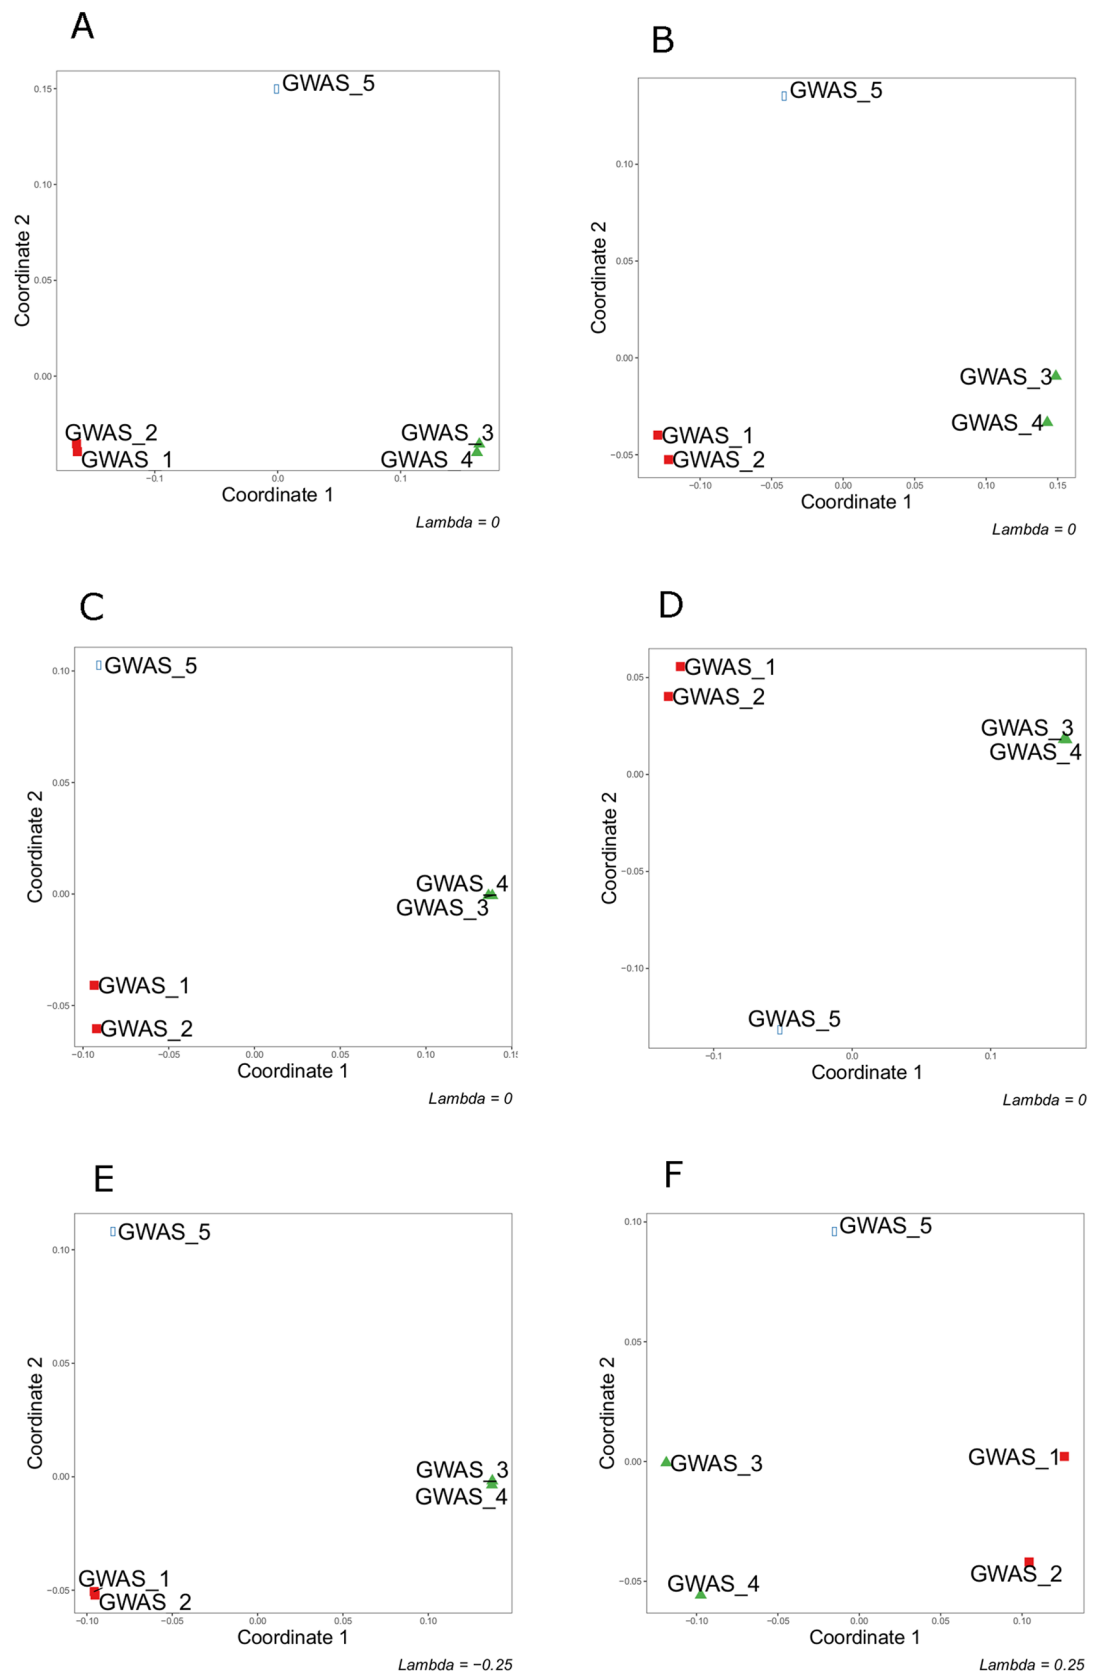 A
0.15
0.10
0.05
0.00
Coordinate 2
GWAS_5
GWAS_2
GWAS_1
GWAS_3
GWAS_4
−0.1
0.0
0.1
Coordinate 1
Lambda = 0
B
0.10
0.05
0.00
−0.05
Coordinate 2
GWAS_5
GWAS_3
GWAS_4
GWAS_1
GWAS_2
−0.10
−0.05
0.00
0.05
0.10
0.15
Coordinate 1
Lambda = 0
C
0.10
0.05
0.00
−0.05
Coordinate 2
GWAS_5
GWAS_4
GWAS_3
GWAS_1
GWAS_2
−0.10
−0.05
0.00
0.05
0.10
0.15
Coordinate 1
Lambda = 0
D
0.05
0.00
−0.05
−0.10
Coordinate 2
GWAS_1
GWAS_2
GWAS_3
GWAS_4
GWAS_5
−0.1
0.0
0.1
Coordinate 1
Lambda = 0
E
0.10
0.05
0.00
−0.05
Coordinate 2
GWAS_5
GWAS_3
GWAS_4
GWAS_1
GWAS_2
−0.10
−0.05
0.00
0.05
0.10
Coordinate 1
Lambda = −0.25
F
0.10
0.05
0.00
−0.05
Coordinate 2
GWAS_5
GWAS_1
GWAS_3
GWAS_2
GWAS_4
−0.10
−0.05
0.00
0.05
0.10
Coordinate 1
Lambda = 0.25